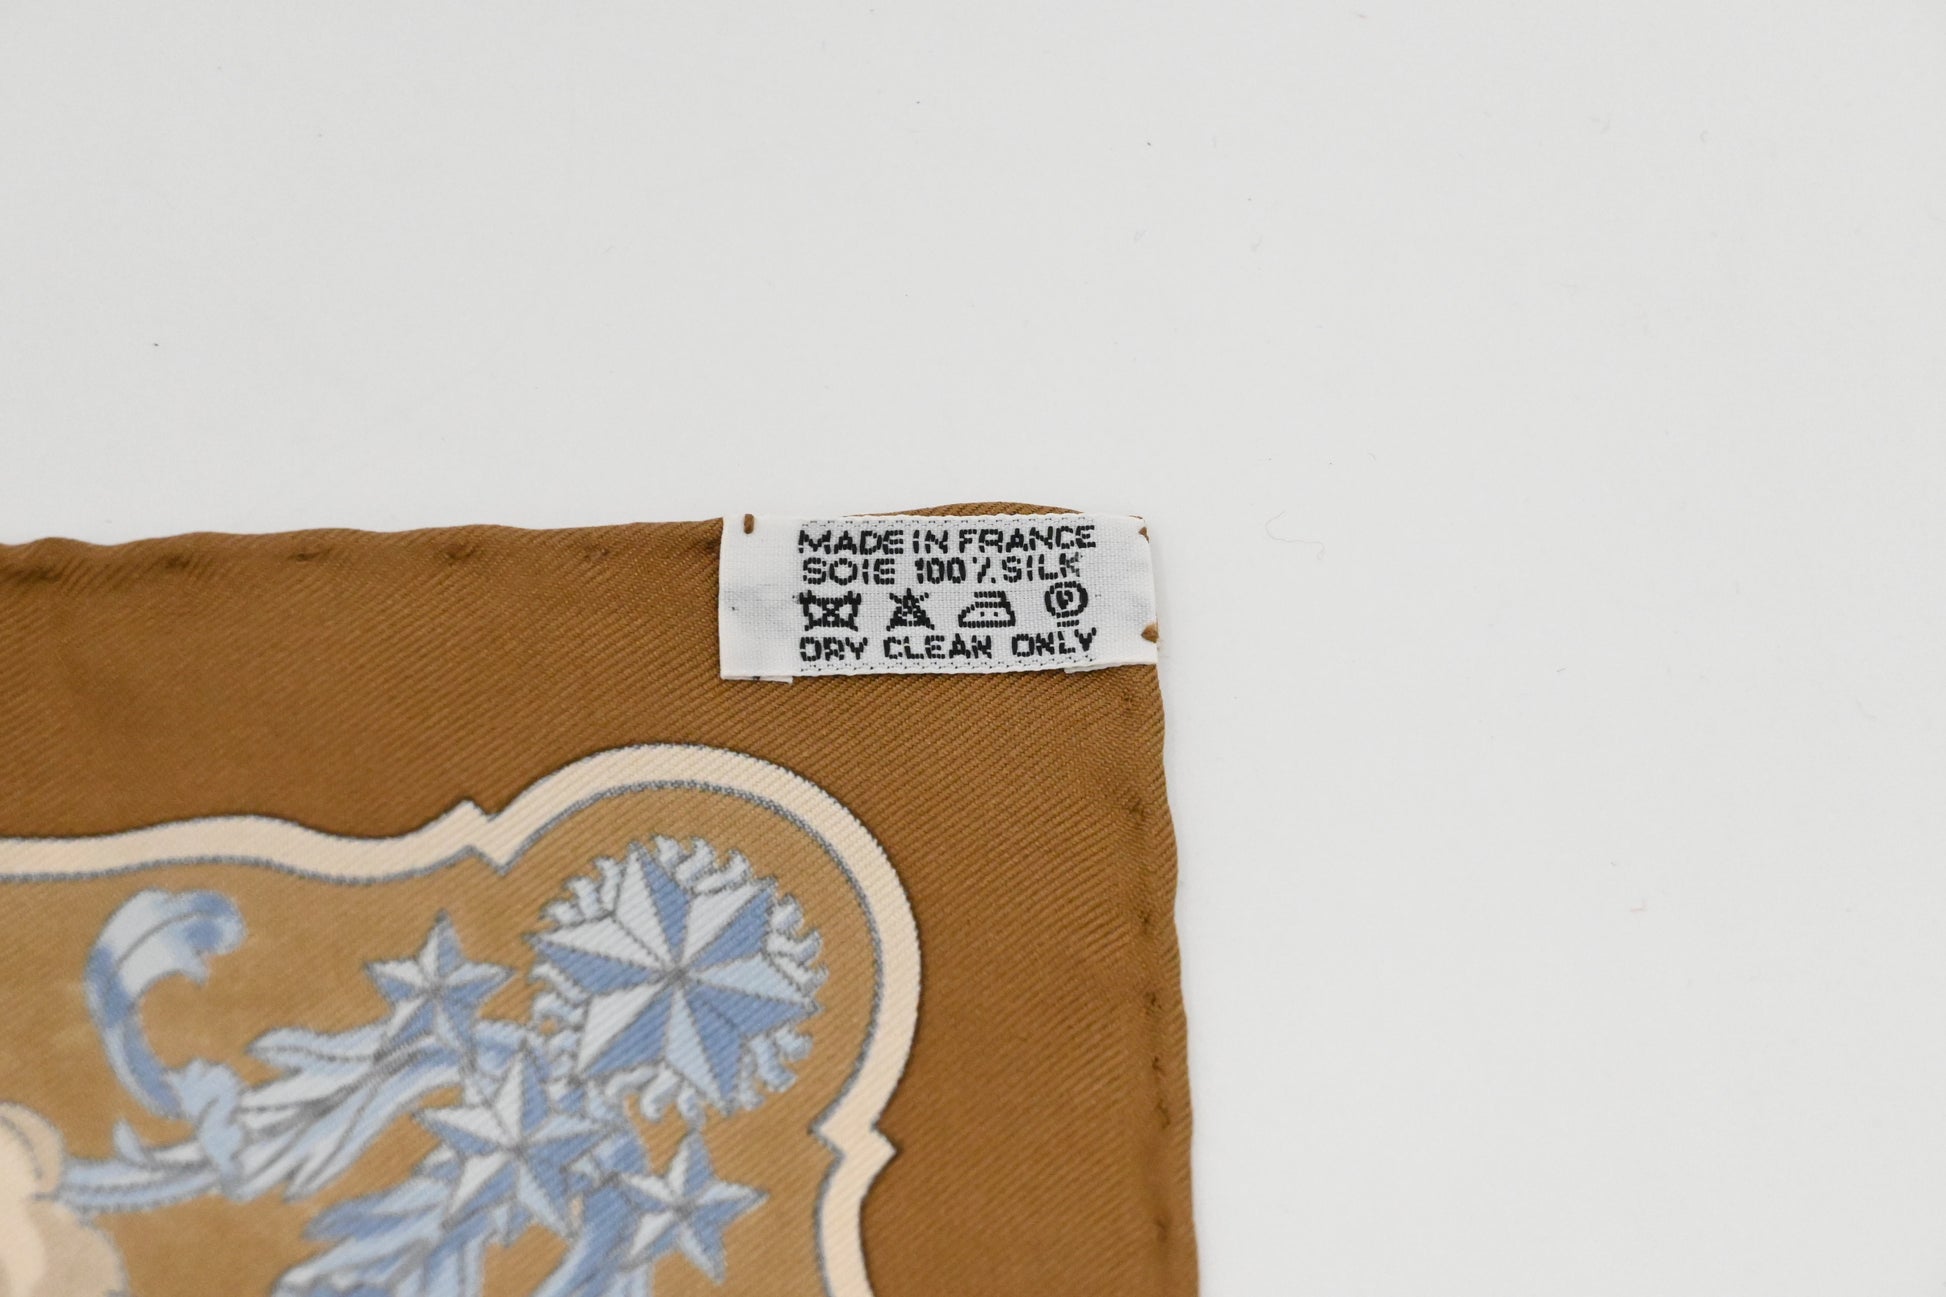 MADE IN FRANCE
SOIE 100% SILK
P
DRY CLEAN ONLY